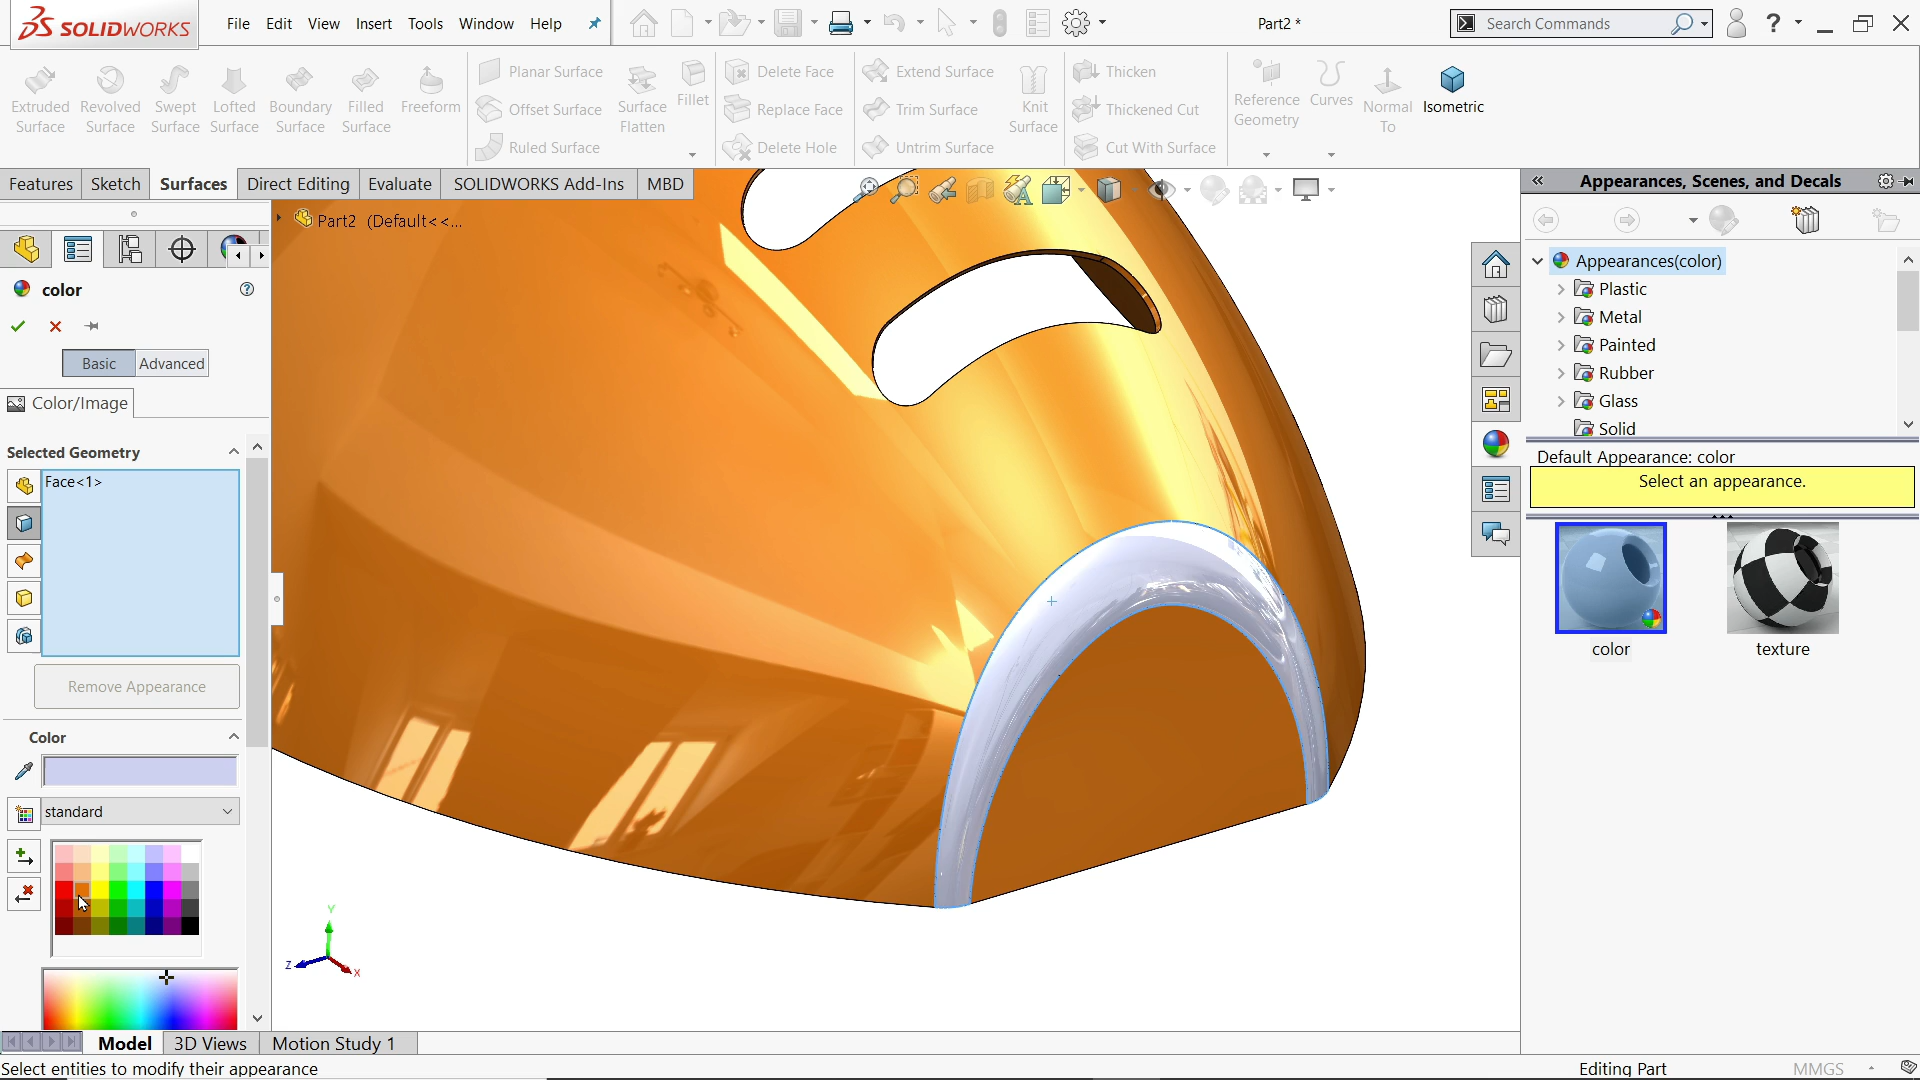 SOLIDWORKS File Edit View Insert Tools Window Help Part2 * Search Commands ?
Extruded Surface
Revolved Surface
Swept Surface
Lofted Surface
Boundary Surface
Filled Surface
Freeform
Planar Surface
Offset Surface
Ruled Surface
Surface Flatten
Fillet
Delete Face
Replace Face
Delete Hole
Extend Surface
Trim Surface
Untrim Surface
Knit Surface
Thicken
Thickened Cut
Cut With Surface
Reference Geometry
Curves
Normal To
Isometric
Features Sketch Surfaces Direct Editing Evaluate SOLIDWORKS Add-Ins MBD
Part2 (Default<<...
color
Basic Advanced
Color/Image
Selected Geometry
Face<1>
Remove Appearance
Color
standard
Y
Z
X
Appearances, Scenes, and Decals
Appearances(color)
Plastic
Metal
Painted
Rubber
Glass
Solid
Default Appearance: color
Select an appearance.
color texture
Model 3D Views Motion Study 1
Select entities to modify their appearance Editing Part MMGS